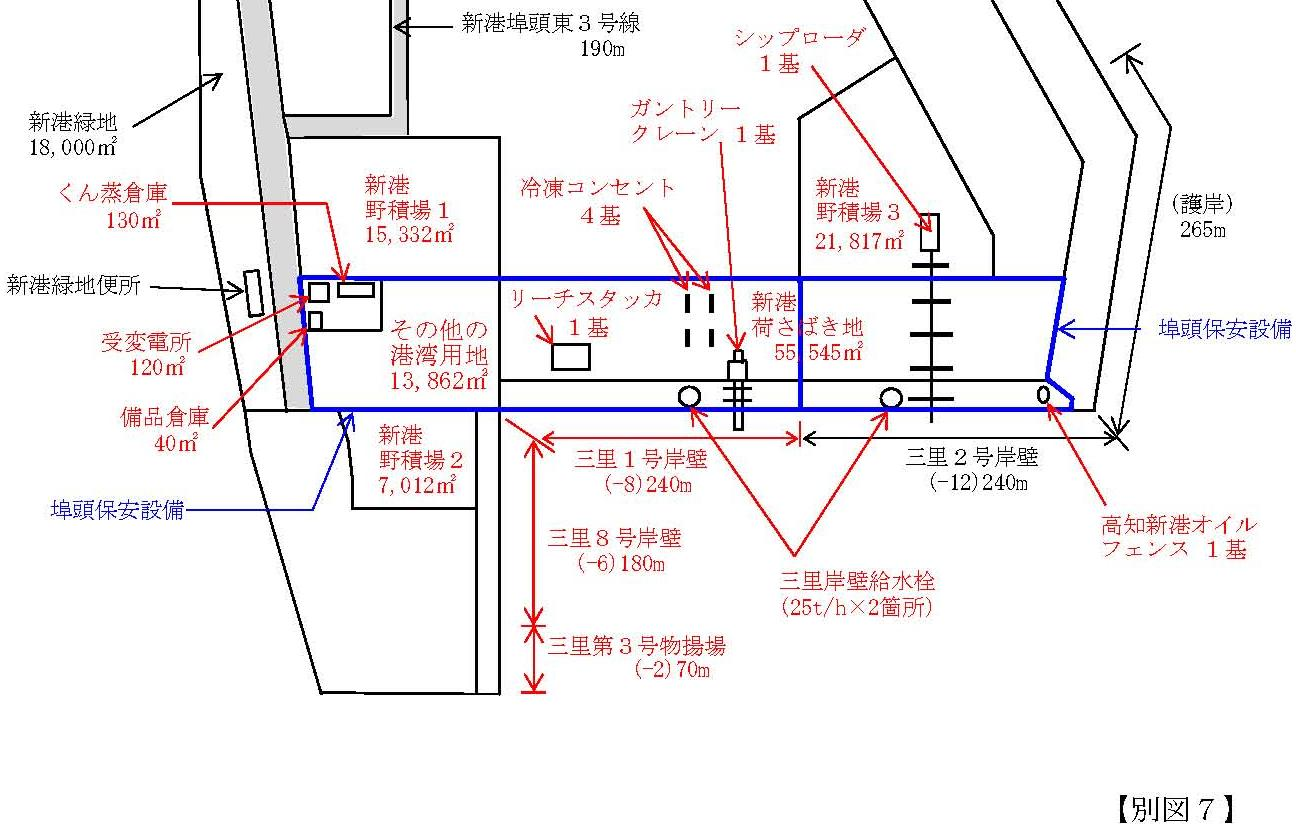 新港埠頭東３号線
190m
シップローダ
１基
ガントリー
クレーン １基
新港緑地
18,000㎡
くん蒸倉庫
130㎡
新港
野積場１
15,332㎡
冷凍コンセント
４基
新港
野積場３
21,817㎡
(護岸)
265m
新港緑地便所
リーチスタッカ
１基
新港
荷さばき地
55,545㎡
その他の
港湾用地
13,862㎡
埠頭保安設備
受変電所
120㎡
備品倉庫
40㎡
新港
野積場２
7,012㎡
三里１号岸壁
(-8)240m
三里２号岸壁
(-12)240m
埠頭保安設備
三里８号岸壁
(-6)180m
高知新港オイル
フェンス １基
三里岸壁給水栓
(25t/h×2箇所)
三里第３号物揚場
(-2)70m
【別図７】